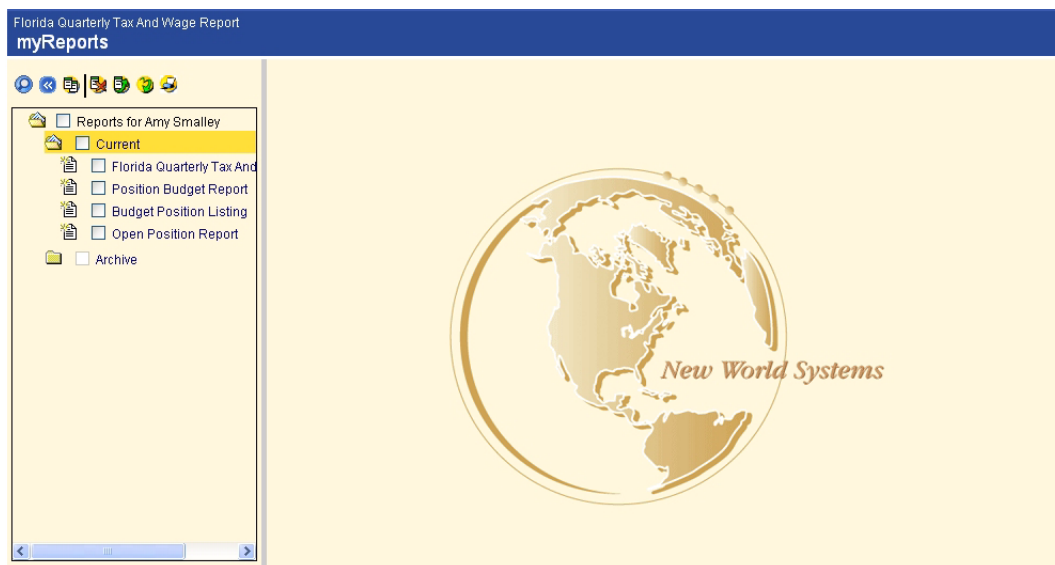 Florida Quarterly Tax And Wage Report
myReports
Reports for Amy Smalley
Current
Florida Quarterly Tax And
Position Budget Report
Budget Position Listing
Open Position Report
Archive
New World Systems